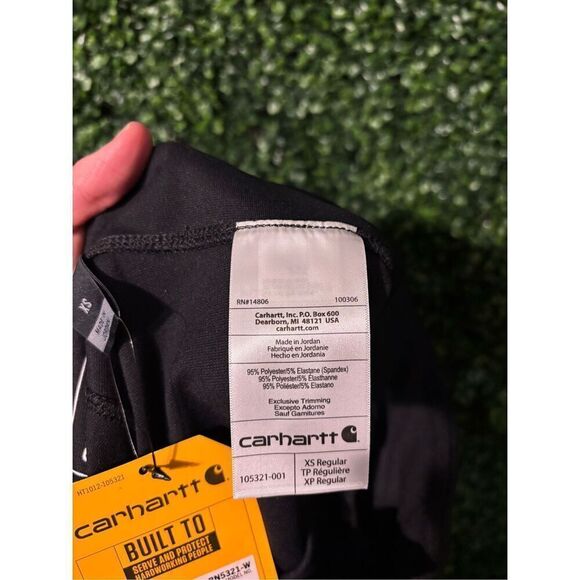 RN#14806 100306
Carhartt, Inc. P.O. Box 600
Dearborn, MI 48121 USA
carhartt.com
Made in Jordan
Fabriqué en Jordanie
Hecho en Jordania
95% Polyester/5% Elastane (Spandex)
95% Polyester/5% Élasthanne
95% Poliéster/5% Elastano
Exclusive Trimming
Excepto Adorno
Sauf Garnitures
carhartt
105321-001
XS Regular
TP Régulière
XP Regular
XS
HT1012-105321
carhartt
BUILT TO
SERVE AND PROTECT
HARDWORKING PEOPLE